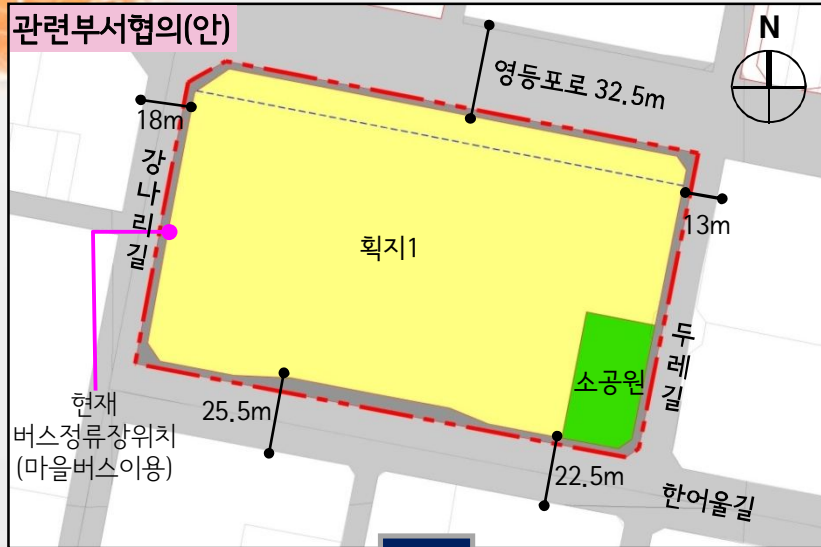 관련부서협의(안)
N
영등포로 32.5m
18m
강나리길
13m
획지1
두레길
소공원
현재
버스정류장위치
(마을버스이용)
25.5m
22.5m
한어울길